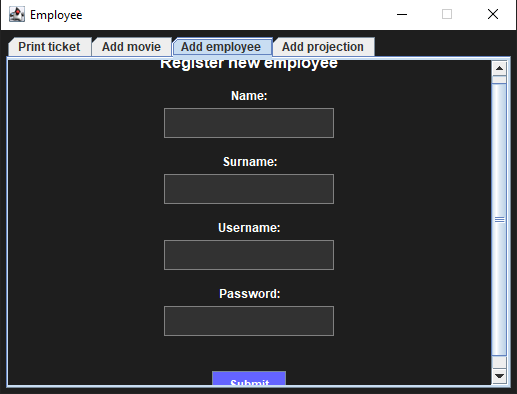 Employee
Print ticket Add movie Add employee Add projection
Register new employee
Name:
Surname:
Username:
Password:
Submit